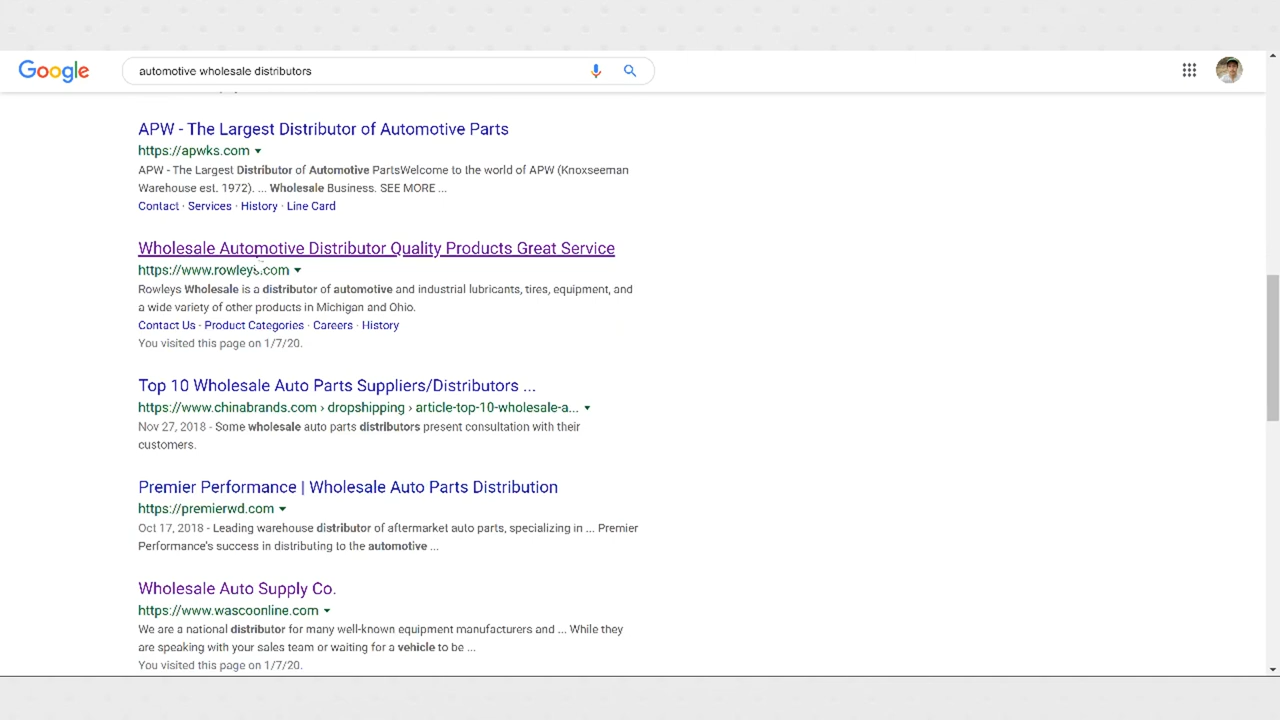 Google
automotive wholesale distributors
APW - The Largest Distributor of Automotive Parts
https://apwks.com
APW - The Largest Distributor of Automotive PartsWelcome to the world of APW (Knoxseeman
Warehouse est. 1972). ... Wholesale Business. SEE MORE ...
Contact · Services · History · Line Card
Wholesale Automotive Distributor Quality Products Great Service
https://www.rowleys.com
Rowleys Wholesale is a distributor of automotive and industrial lubricants, tires, equipment, and
a wide variety of other products in Michigan and Ohio.
Contact Us · Product Categories · Careers · History
You visited this page on 1/7/20.
Top 10 Wholesale Auto Parts Suppliers/Distributors ...
https://www.chinabrands.com › dropshipping › article-top-10-wholesale-a...
Nov 27, 2018 - Some wholesale auto parts distributors present consultation with their
customers.
Premier Performance | Wholesale Auto Parts Distribution
https://premierwd.com
Oct 17, 2018 - Leading warehouse distributor of aftermarket auto parts, specializing in ... Premier
Performance's success in distributing to the automotive ...
Wholesale Auto Supply Co.
https://www.wascoonline.com
We are a national distributor for many well-known equipment manufacturers and ... While they
are speaking with your sales team or waiting for a vehicle to be ...
You visited this page on 1/7/20.